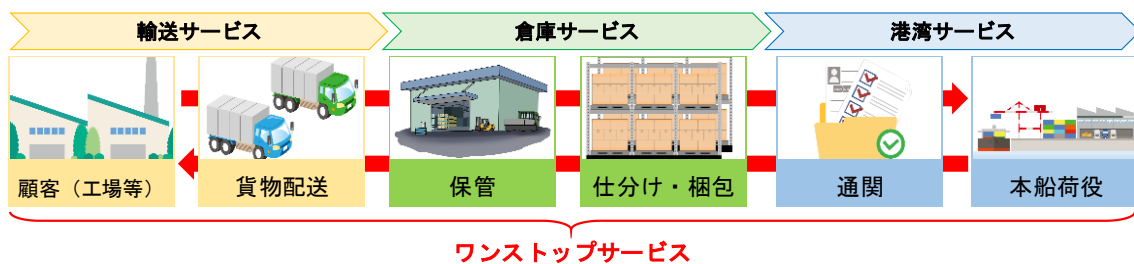 輸送サービス
倉庫サービス
港湾サービス
顧客（工場等）
貨物配送
保管
仕分け・梱包
通関
本船荷役
ワンストップサービス